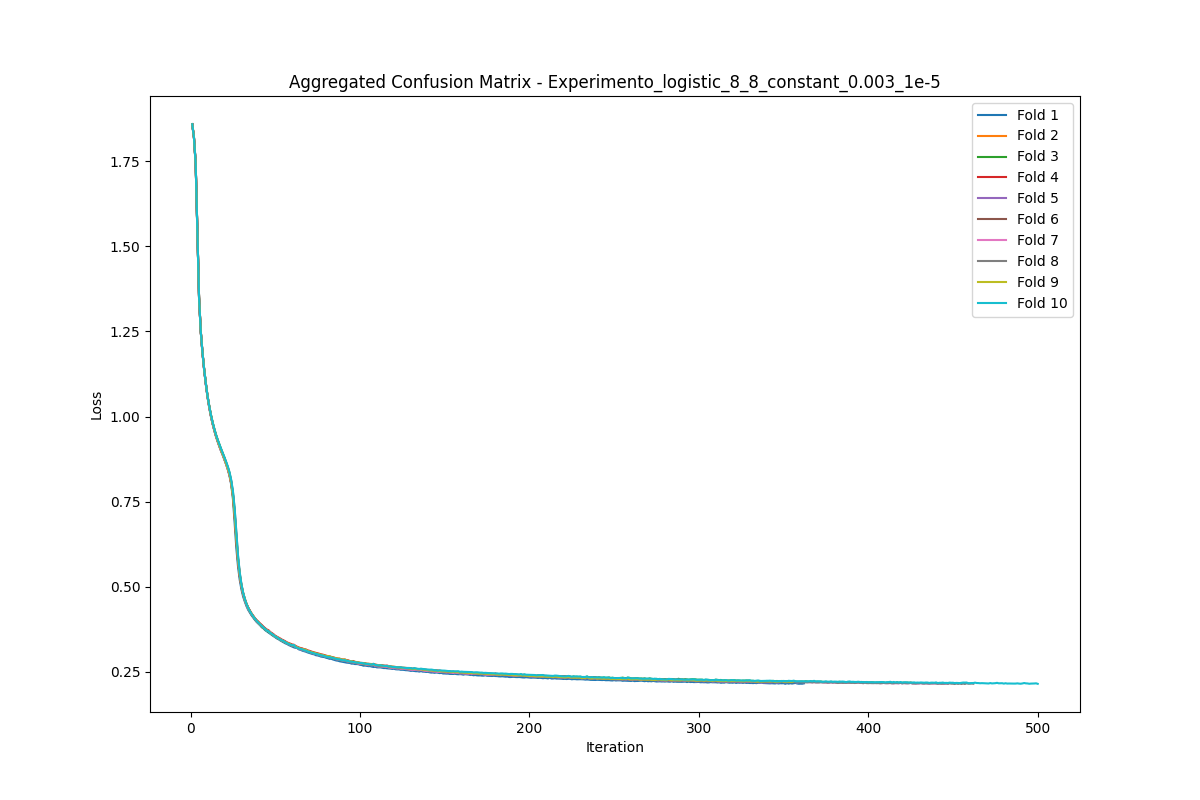 Aggregated Confusion Matrix - Experimento_logistic_8_8_constant_0.003_1e-5
Fold 1
Fold 2
Fold 3
Fold 4
Fold 5
Fold 6
Fold 7
Fold 8
Fold 9
Fold 10
Loss
1.75
1.50
1.25
1.00
0.75
0.50
0.25
0 100 200 300 400 500
Iteration